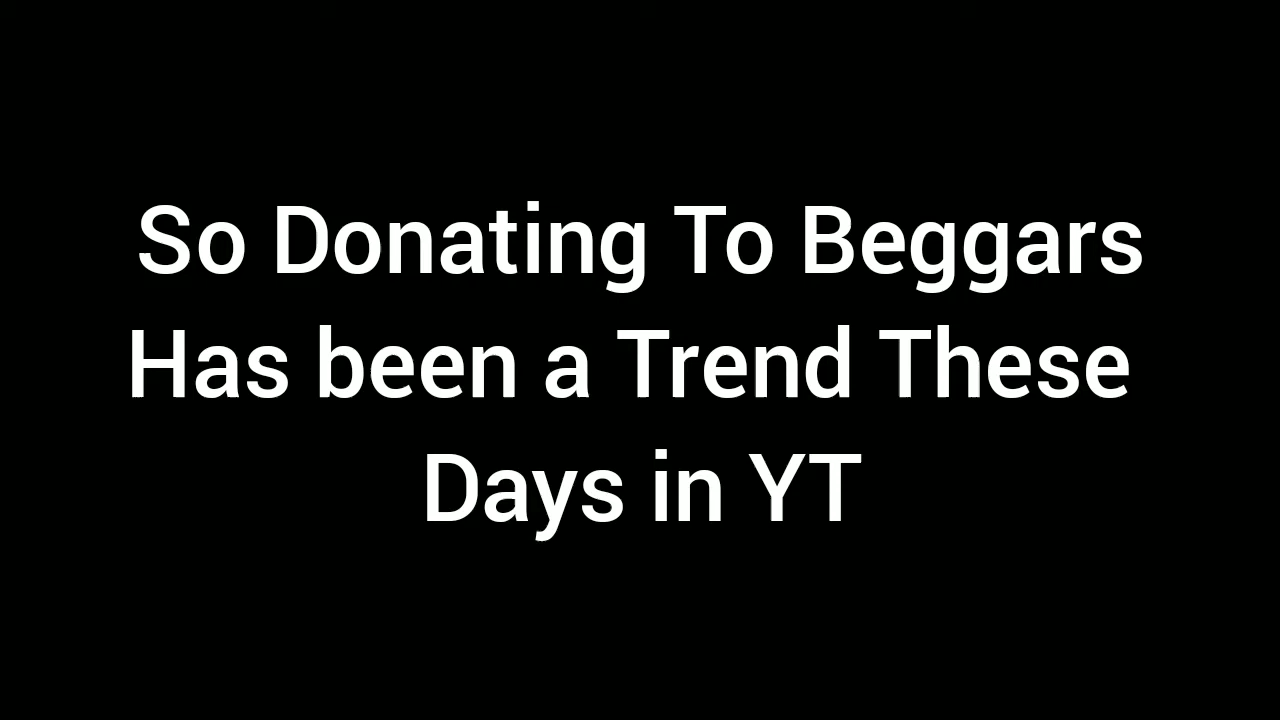 So Donating To Beggars
Has been a Trend These
Days in YT